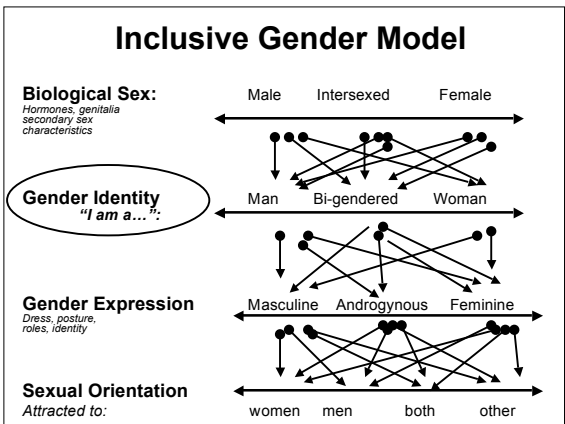 Inclusive Gender Model
Biological Sex: Male Intersexed Female
Hormones, genitalia
secondary sex
characteristics
Gender Identity Man Bi-gendered Woman
"I am a…":
Gender Expression Masculine Androgynous Feminine
Dress, posture,
roles, identity
Sexual Orientation
Attracted to: women men both other